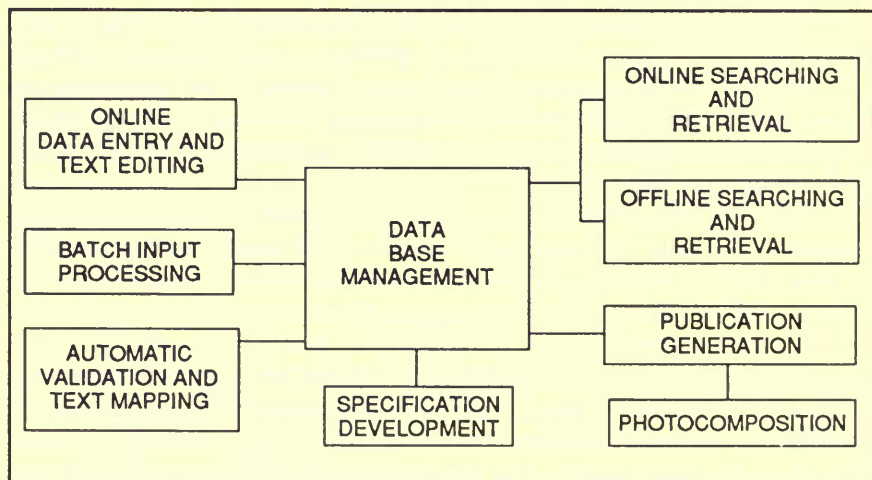 ONLINE
DATA ENTRY AND
TEXT EDITING
BATCH INPUT
PROCESSING
AUTOMATIC
VALIDATION AND
TEXT MAPPING
DATA
BASE
MANAGEMENT
SPECIFICATION
DEVELOPMENT
ONLINE SEARCHING
AND
RETRIEVAL
OFFLINE SEARCHING
AND
RETRIEVAL
PUBLICATION
GENERATION
PHOTOCOMPOSITION